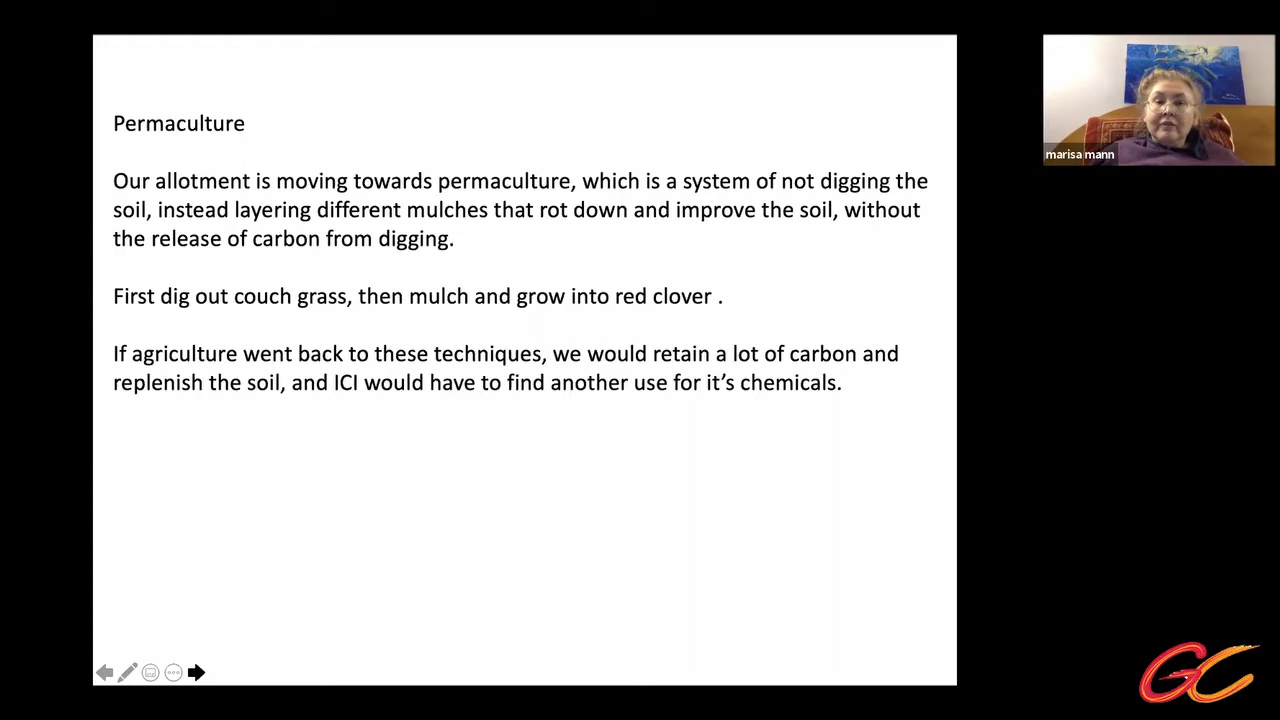 Permaculture
Our allotment is moving towards permaculture, which is a system of not digging the
soil, instead layering different mulches that rot down and improve the soil, without
the release of carbon from digging.
First dig out couch grass, then mulch and grow into red clover .
If agriculture went back to these techniques, we would retain a lot of carbon and
replenish the soil, and ICI would have to find another use for it’s chemicals.
marisa mann
GC